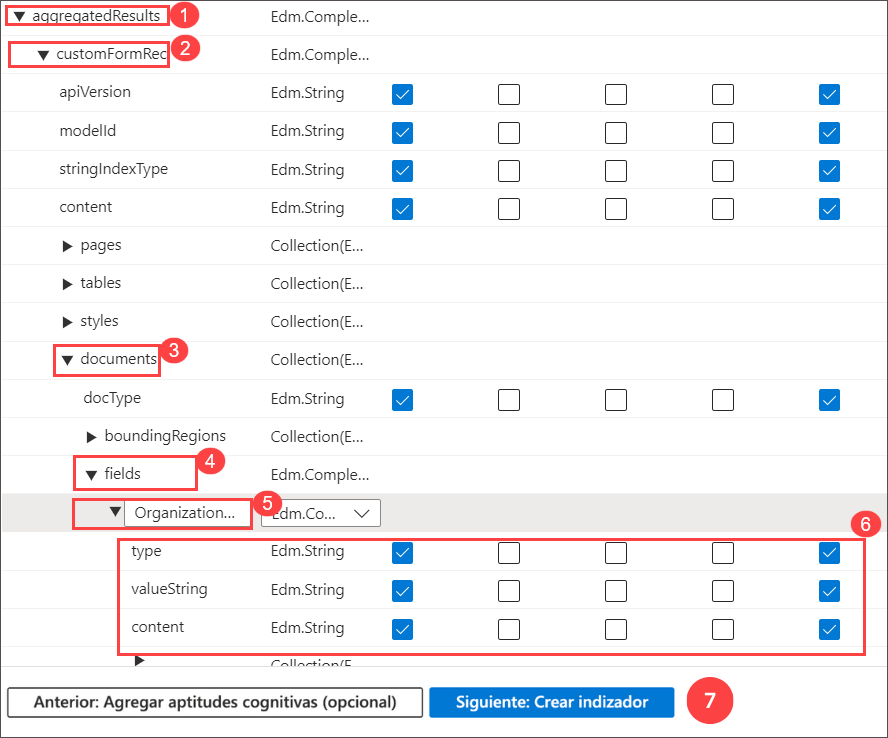 aggregatedResults 1 Edm.Comple...
customFormRec 2 Edm.Comple...
apiVersion Edm.String
modelId Edm.String
stringIndexType Edm.String
content Edm.String
pages Collection(E...
tables Collection(E...
styles Collection(E...
documents 3 Collection(E...
docType Edm.String
boundingRegions Collection(E...
fields 4 Edm.Comple...
Organization... 5 Edm.Co...
6
type Edm.String
valueString Edm.String
content Edm.String
Collection(E
Anterior: Agregar aptitudes cognitivas (opcional) Siguiente: Crear indizador 7